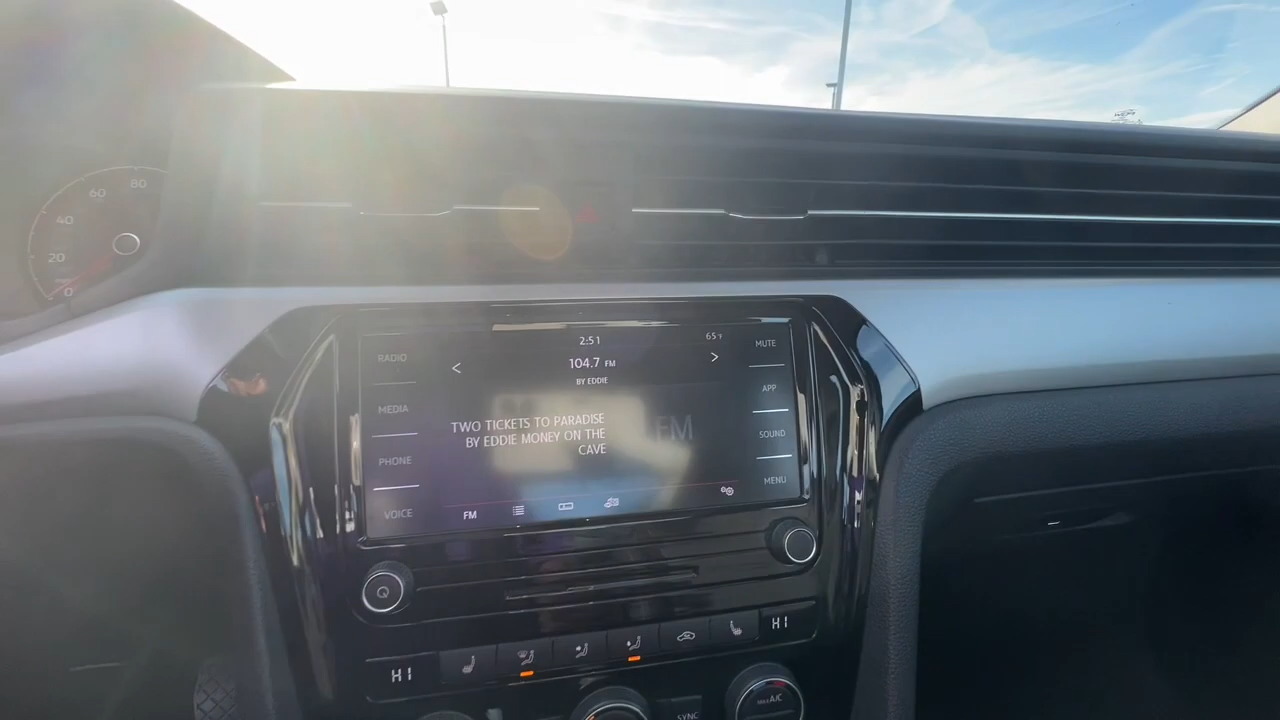 80
60
40
20
0
2:51
65°F
RADIO
MUTE
<
104.7 FM
>
BY EDDIE
APP
MEDIA
TWO TICKETS TO PARADISE
BY EDDIE MONEY ON THE
CAVE
FM
SOUND
PHONE
MENU
VOICE
FM
HI
HI
SYNC
A/C